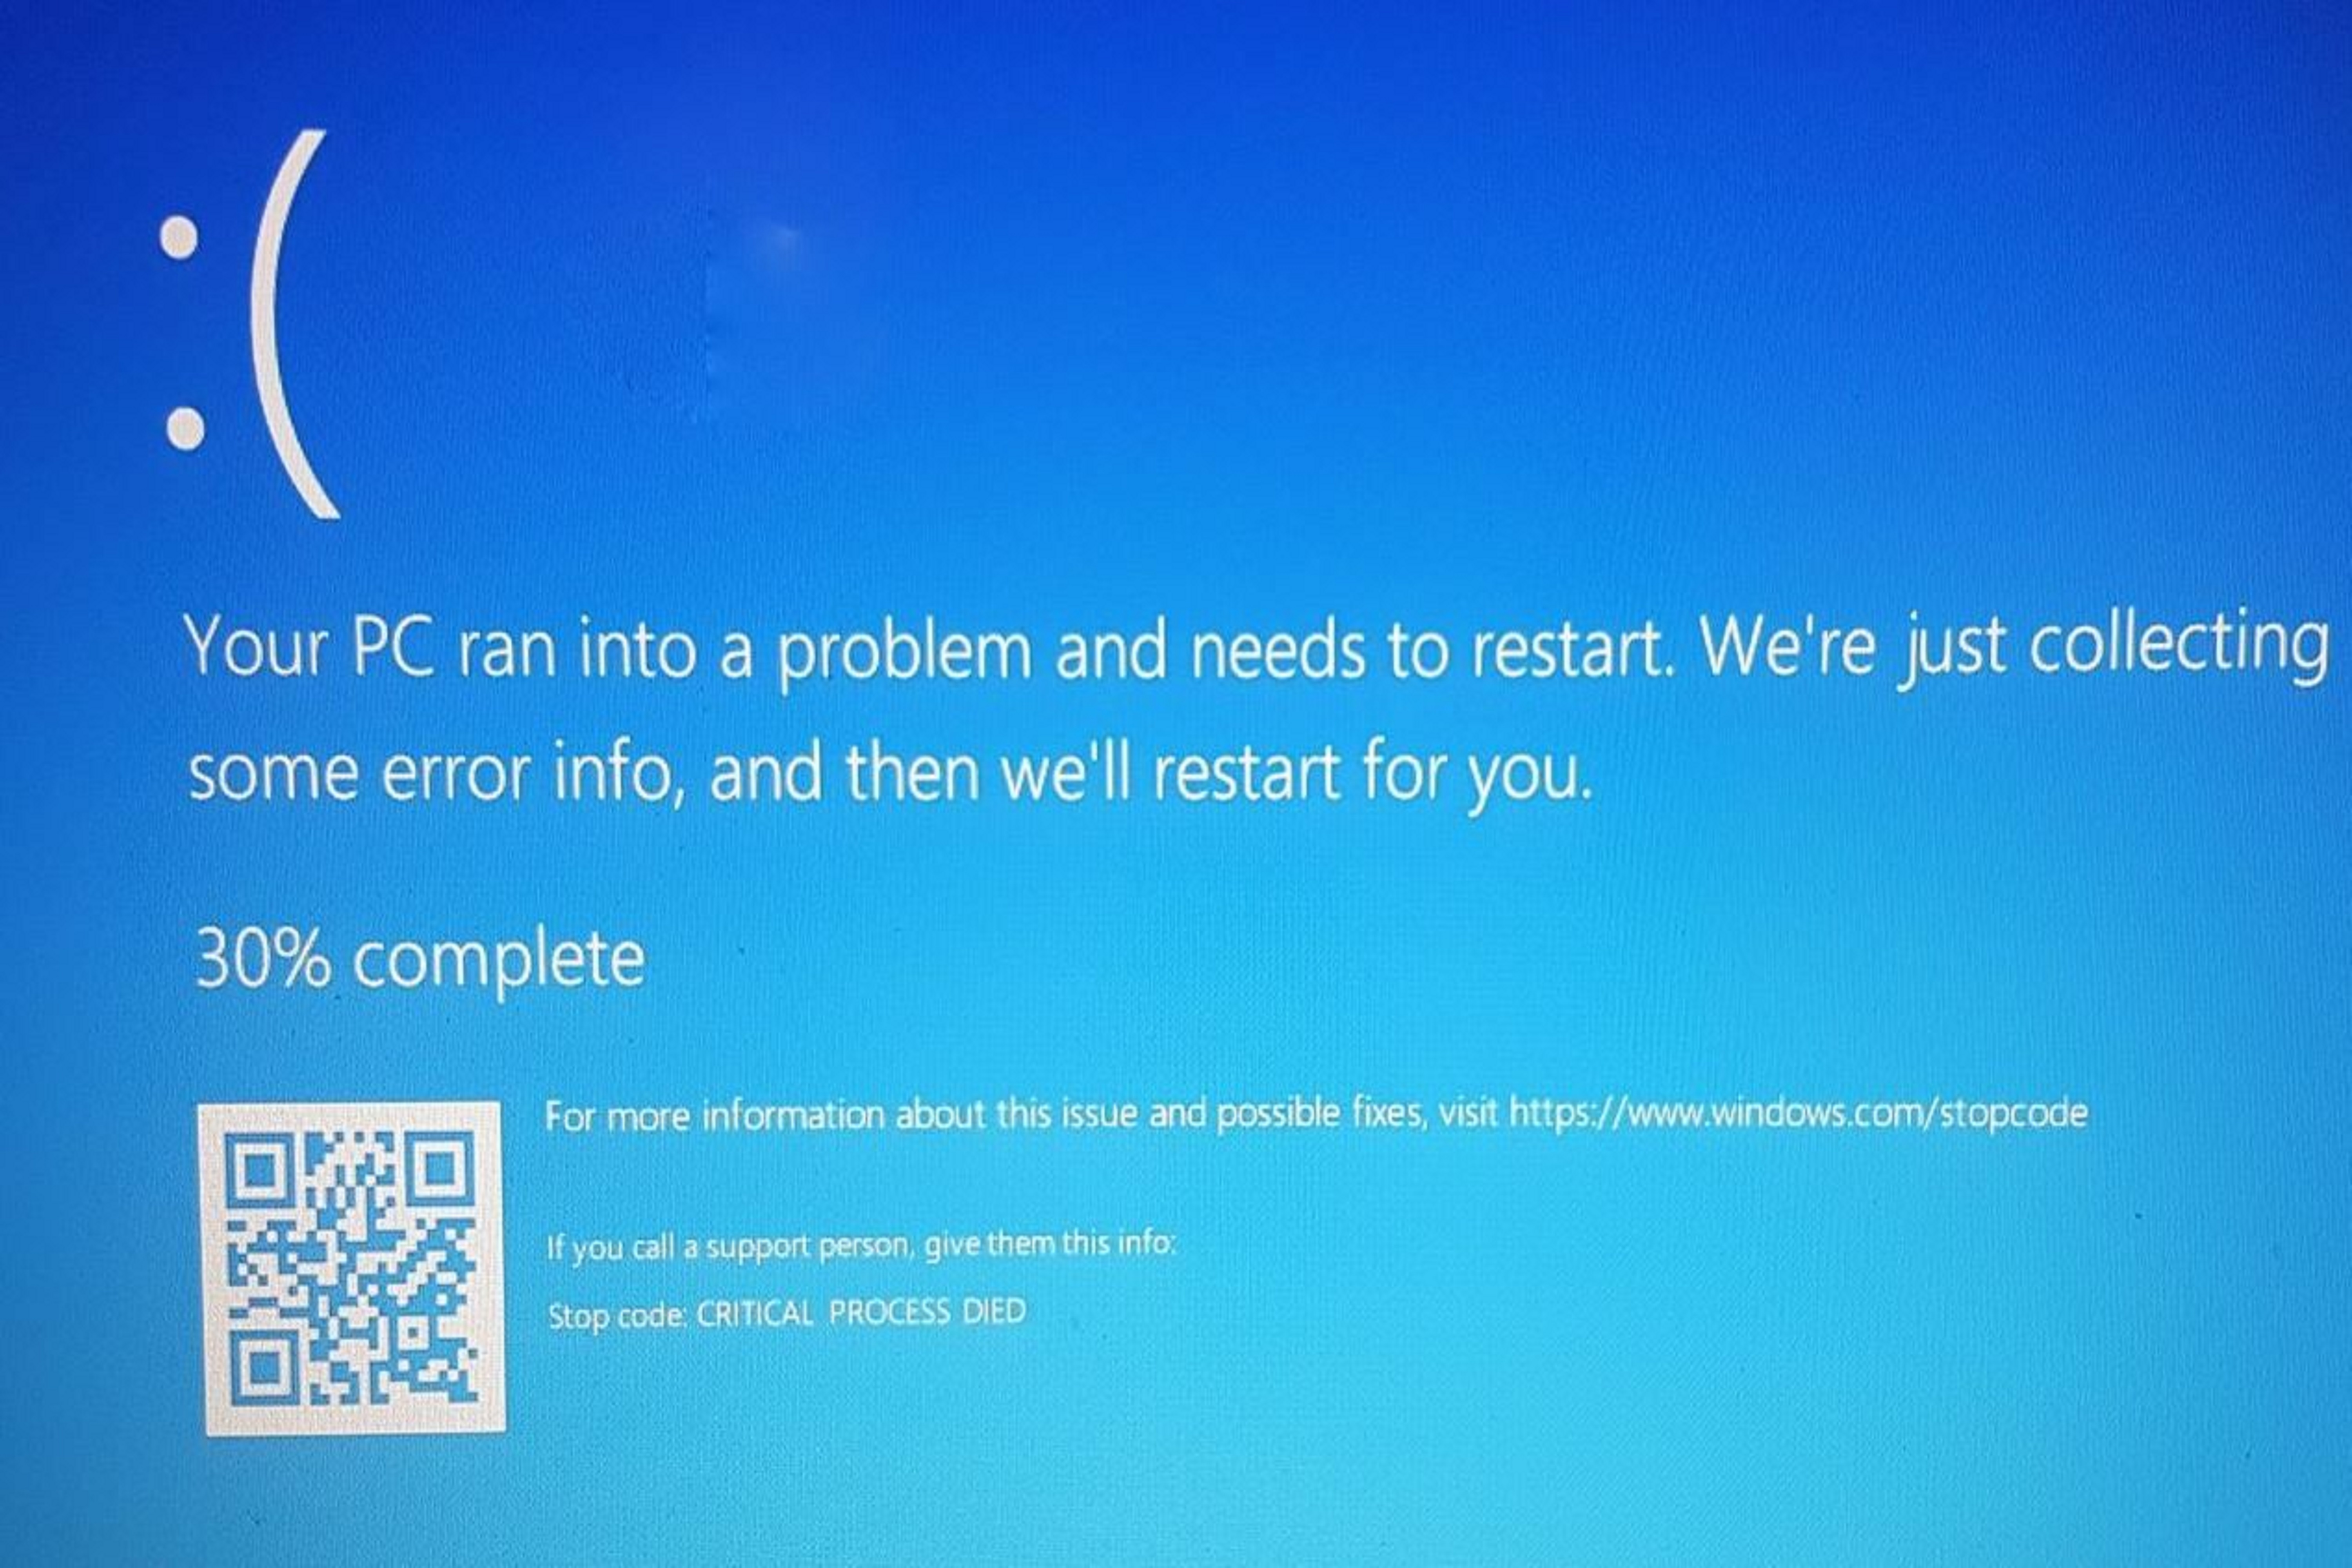 :(
Your PC ran into a problem and needs to restart. We're just collecting
some error info, and then we'll restart for you.
30% complete
For more information about this issue and possible fixes, visit https://www.windows.com/stopcode
If you call a support person, give them this info:
Stop code: CRITICAL PROCESS DIED